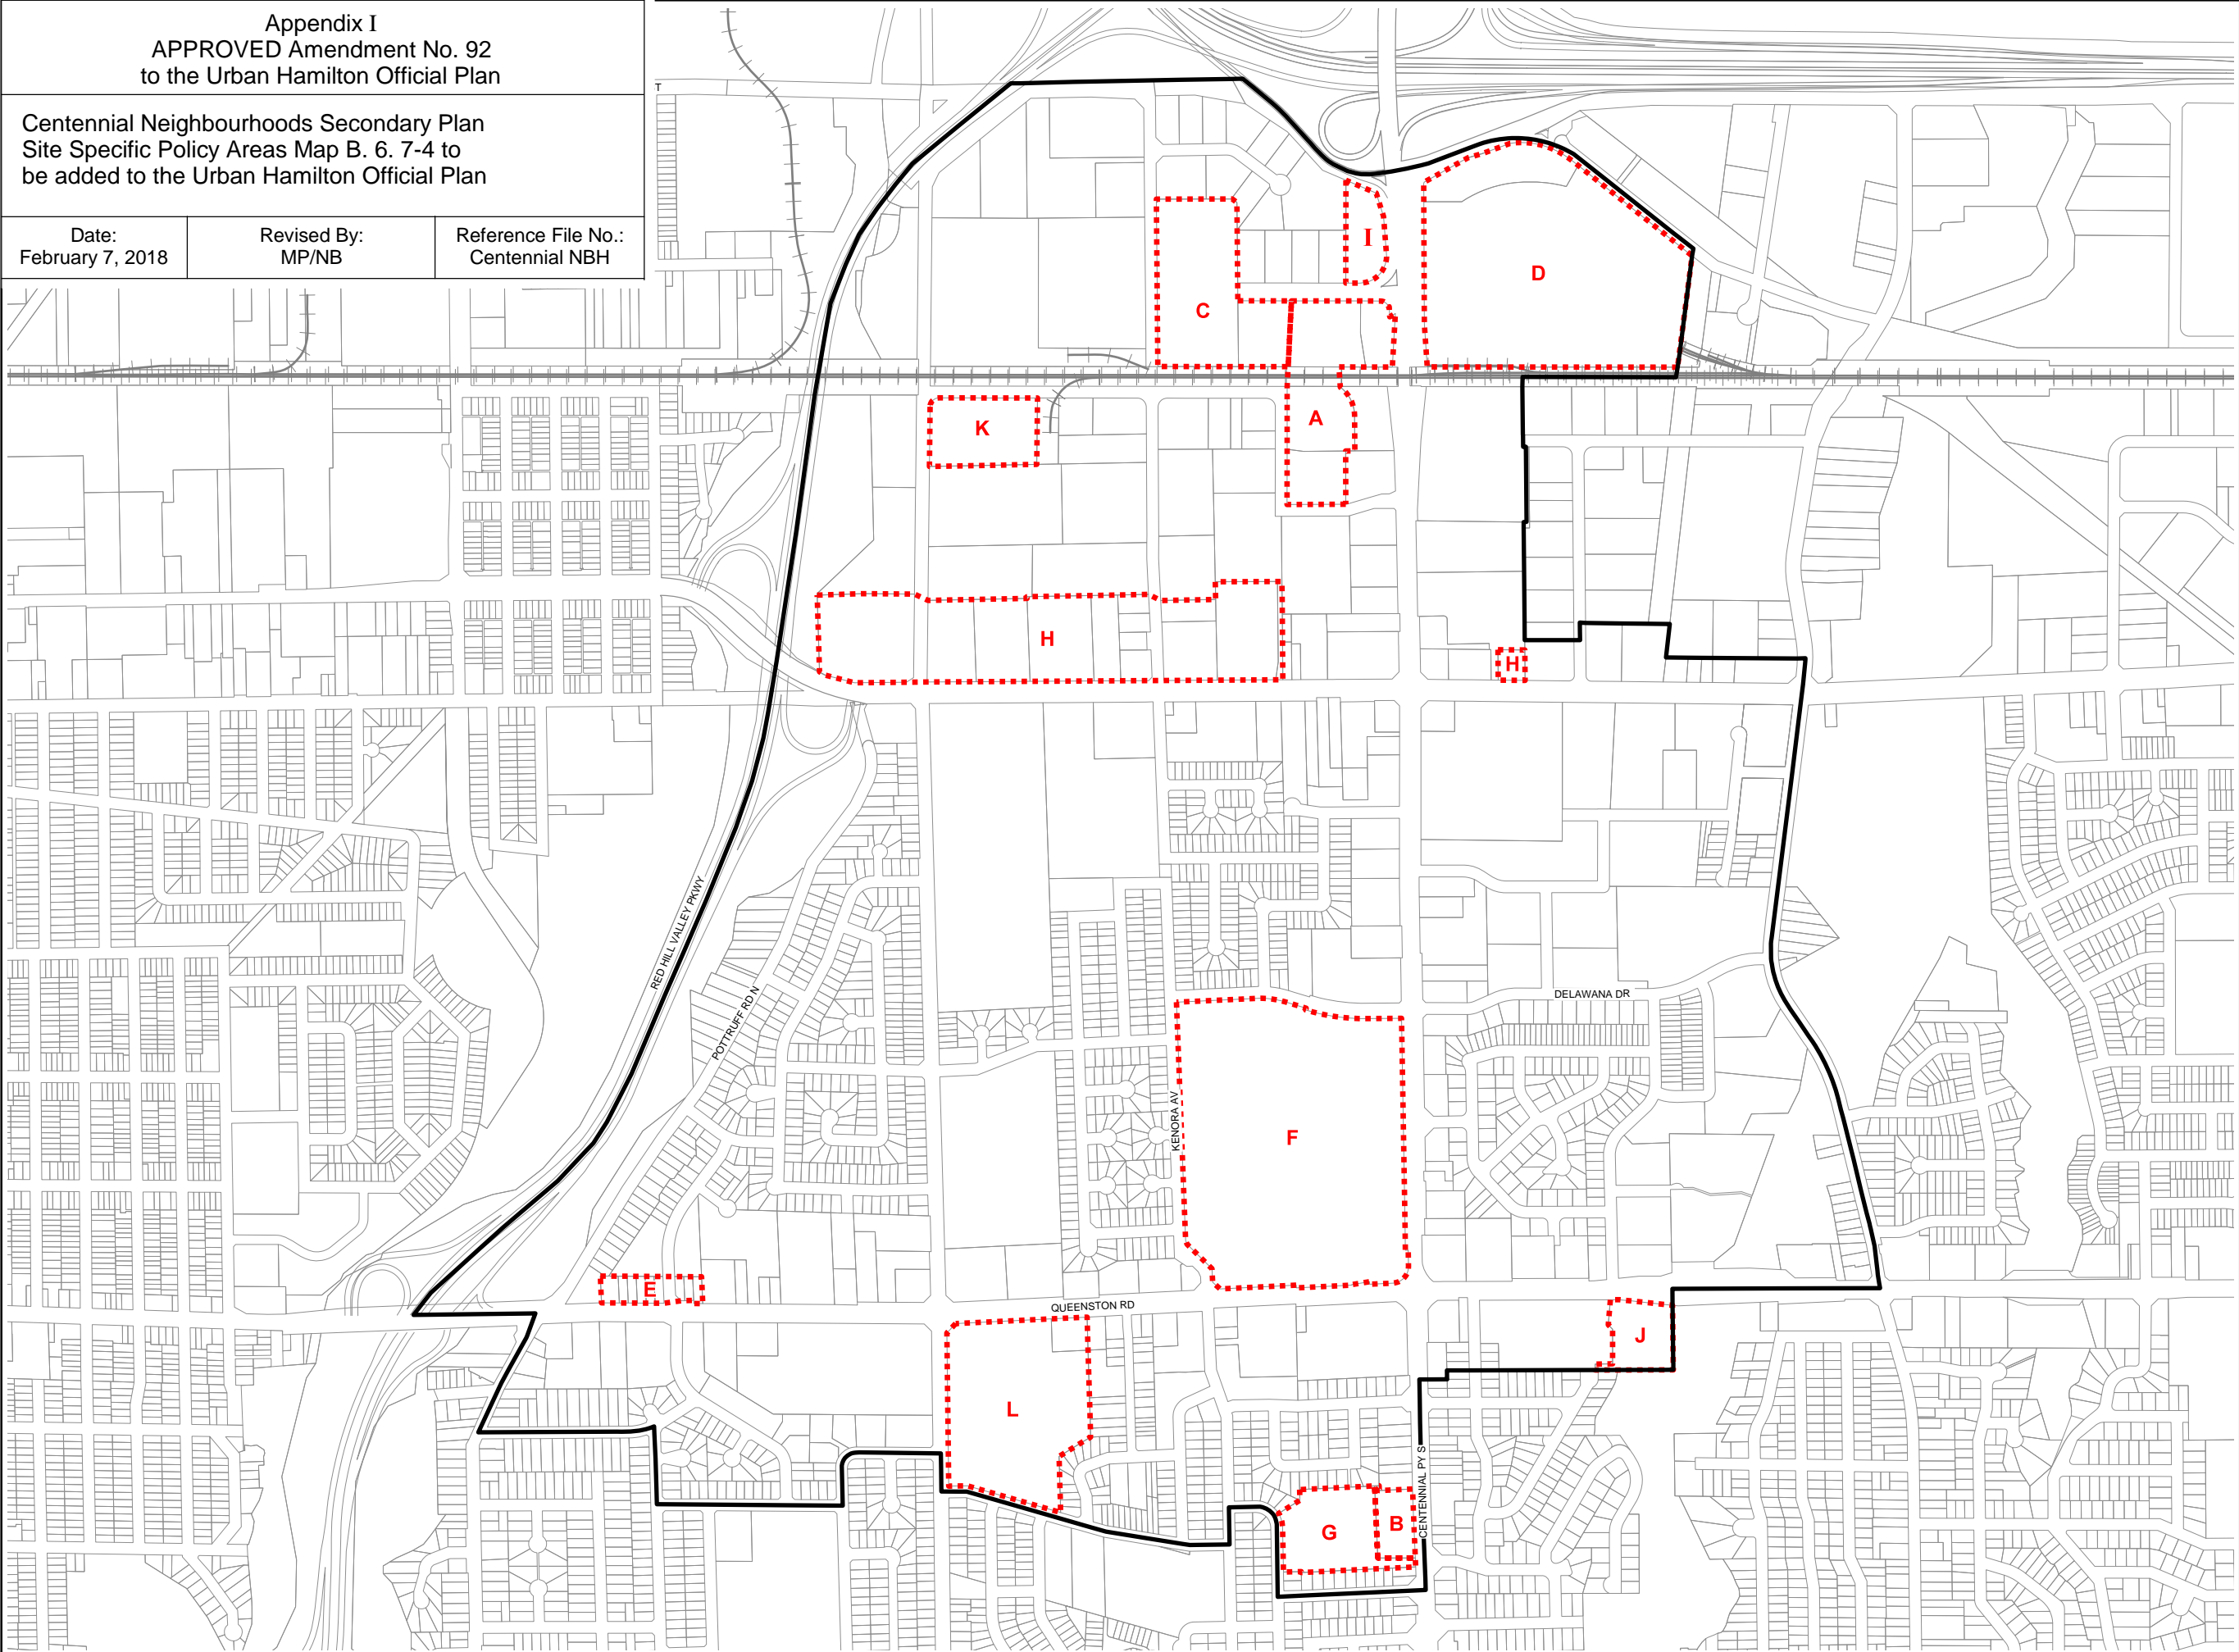 Appendix I
APPROVED Amendment No. 92
to the Urban Hamilton Official Plan
Centennial Neighbourhoods Secondary Plan
Site Specific Policy Areas Map B. 6. 7-4 to
be added to the Urban Hamilton Official Plan
Date:
February 7, 2018
Revised By:
MP/NB
Reference File No.:
Centennial NBH
T
I
D
C
A
K
H
H
RED HILL VALLEY PKWY
POTTRUFF RD N
DELAWANA DR
KENORA AV
F
E
QUEENSTON RD
J
L
CENTENNIAL PY S
G
B